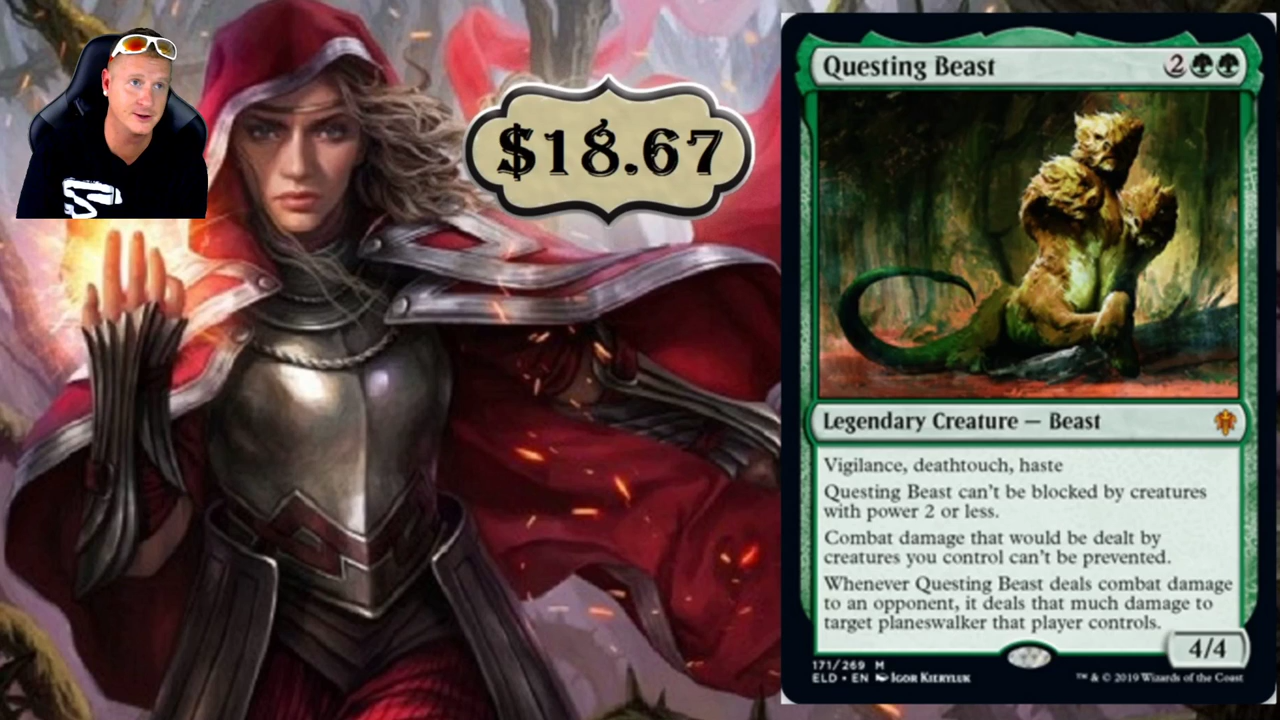 $18.67
Questing Beast
2
Legendary Creature — Beast
Vigilance, deathtouch, haste
Questing Beast can't be blocked by creatures
with power 2 or less.
Combat damage that would be dealt by
creatures you control can't be prevented.
Whenever Questing Beast deals combat damage
to an opponent, it deals that much damage to
target planeswalker that player controls.
4/4
171/269 M
ELD • EN Igor Kieryluk
™ & © 2019 Wizards of the Coast